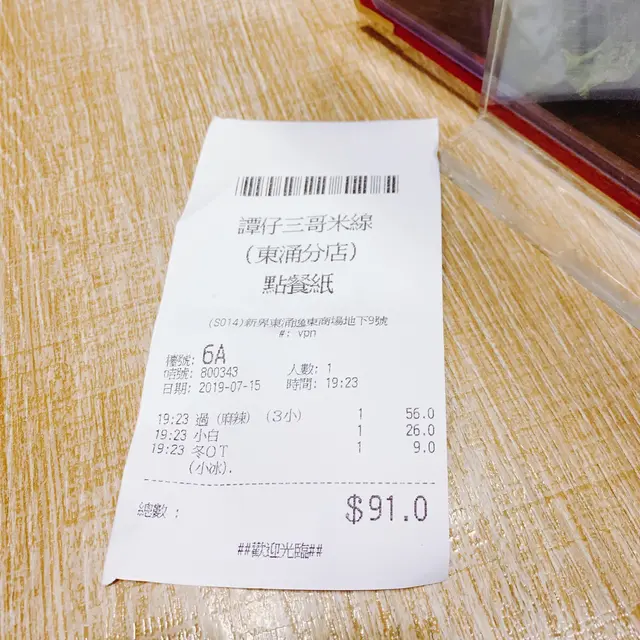 譚仔三哥米線
(東涌分店)
點餐紙
(S014)新界東涌逸東商場地下9號
#: vpn
檯號: 6A
帳號: 800343 人數: 1
日期: 2019-07-15 時間: 19:23
19:23 過 (麻辣) (3小) 1 56.0
19:23 小白 1 26.0
19:23 冬OT 1 9.0
(小冰).
總數 : $91.0
##歡迎光臨##